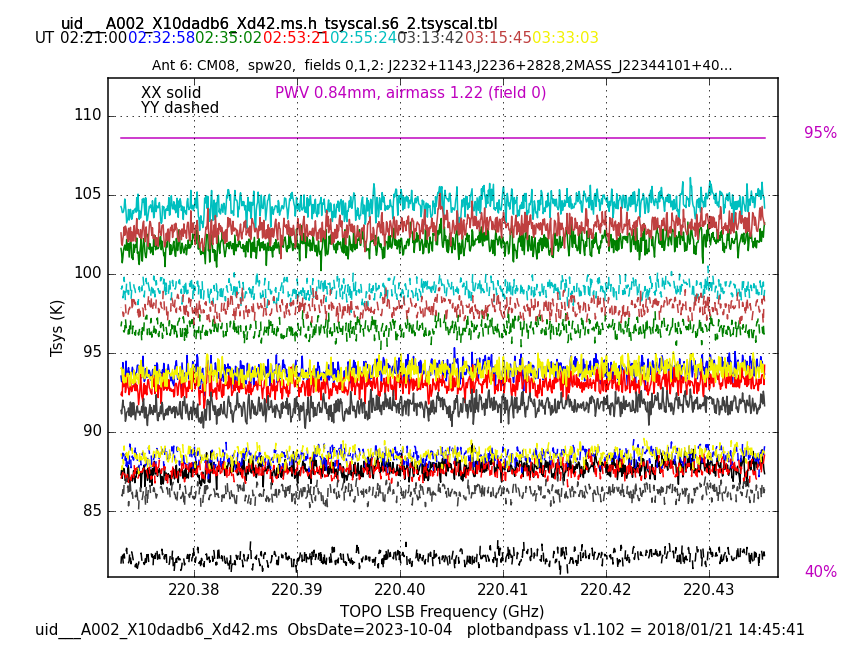 uid___A002_X10dadb6_Xd42.ms.h_tsyscal.s6_2.tsyscal.tbl
UT 02:21:00 02:32:58 02:35:02 02:53:21 02:55:24 03:13:42 03:15:45 03:33:03
Ant 6: CM08,  spw20,  fields 0,1,2: J2232+1143,J2236+2828,2MASS_J22344101+40...
XX solid PWV 0.84mm, airmass 1.22 (field 0)
YY dashed
110
95%
105
100
Tsys (K)
95
90
85
40%
220.38 220.39 220.40 220.41 220.42 220.43
TOPO LSB Frequency (GHz)
uid___A002_X10dadb6_Xd42.ms  ObsDate=2023-10-04   plotbandpass v1.102 = 2018/01/21 14:45:41